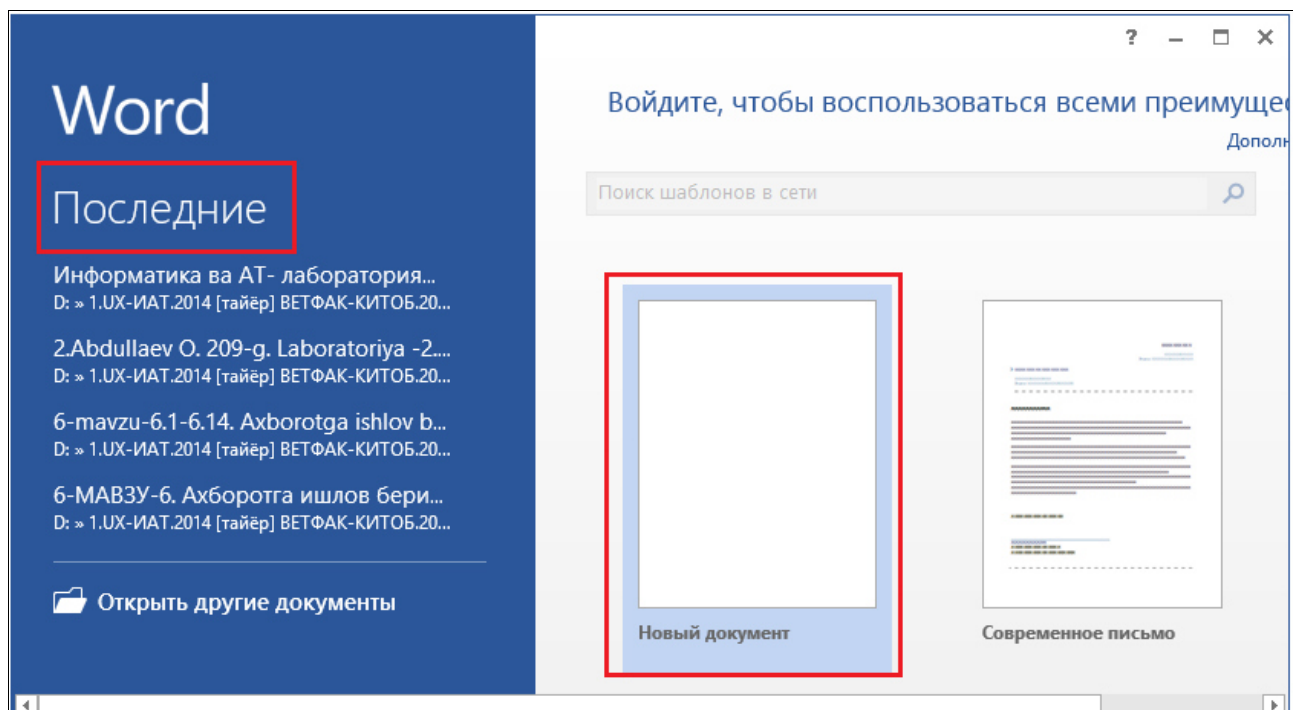 Word
Последние
Информатика ва АТ- лаборатория...
D: » 1.UX-ИАТ.2014 [тайёр] ВЕТФАК-КИТОБ.20...
2.Abdullaev O. 209-g. Laboratoriya -2....
D: » 1.UX-ИАТ.2014 [тайёр] ВЕТФАК-КИТОБ.20...
6-mavzu-6.1-6.14. Axborotga ishlov b...
D: » 1.UX-ИАТ.2014 [тайёр] ВЕТФАК-КИТОБ.20...
6-МАВЗУ-6. Ахборотга ишлов бери...
D: » 1.UX-ИАТ.2014 [тайёр] ВЕТФАК-КИТОБ.20...
Открыть другие документы
?
Войдите, чтобы воспользоваться всеми преимущес
Дополн
Поиск шаблонов в сети
Новый документ
Современное письмо